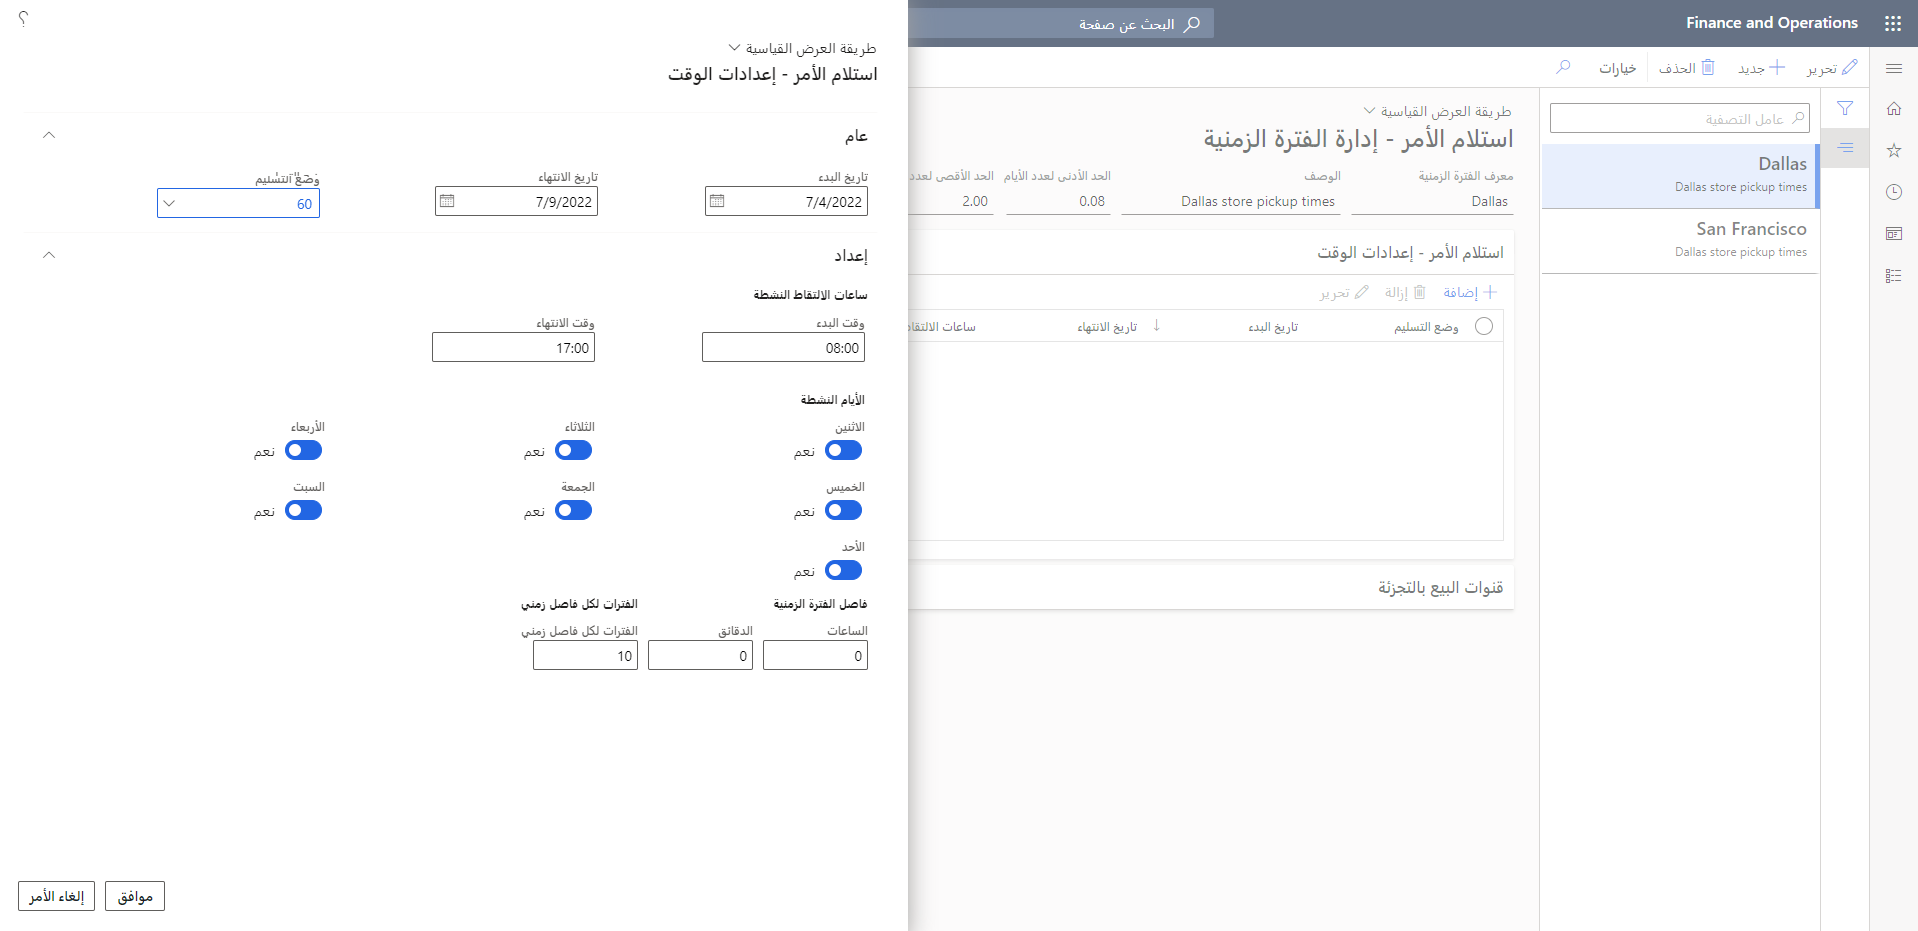 Finance and Operations
البحث عن صفحة
تحرير
جديد
الحذف
خيارات
عامل التصفية
Dallas
Dallas store pickup times
San Francisco
Dallas store pickup times
طريقة العرض القياسية
استلام الأمر - إدارة الفترة الزمنية
معرف الفترة الزمنية
الوصف
الحد الأدنى لعدد الأيام
الحد الأقصى لعدد
Dallas
Dallas store pickup times
0.08
2.00
استلام الأمر - إعدادات الوقت
إضافة
إزالة
تحرير
وضع التسليم
تاريخ البدء
تاريخ الانتهاء
ساعات الالتقا
قنوات البيع بالتجزئة
؟
طريقة العرض القياسية
استلام الأمر - إعدادات الوقت
عام
تاريخ البدء
تاريخ الانتهاء
وضع التسليم
7/4/2022
7/9/2022
60
إعداد
ساعات الالتقاط النشطة
وقت البدء
وقت الانتهاء
08:00
17:00
الأيام النشطة
الاثنين
الثلاثاء
الأربعاء
نعم
نعم
نعم
الخميس
الجمعة
السبت
نعم
نعم
نعم
الأحد
نعم
فاصل الفترة الزمنية
الفترات لكل فاصل زمني
الساعات
الدقائق
الفترات لكل فاصل زمني
0
0
10
موافق
إلغاء الأمر